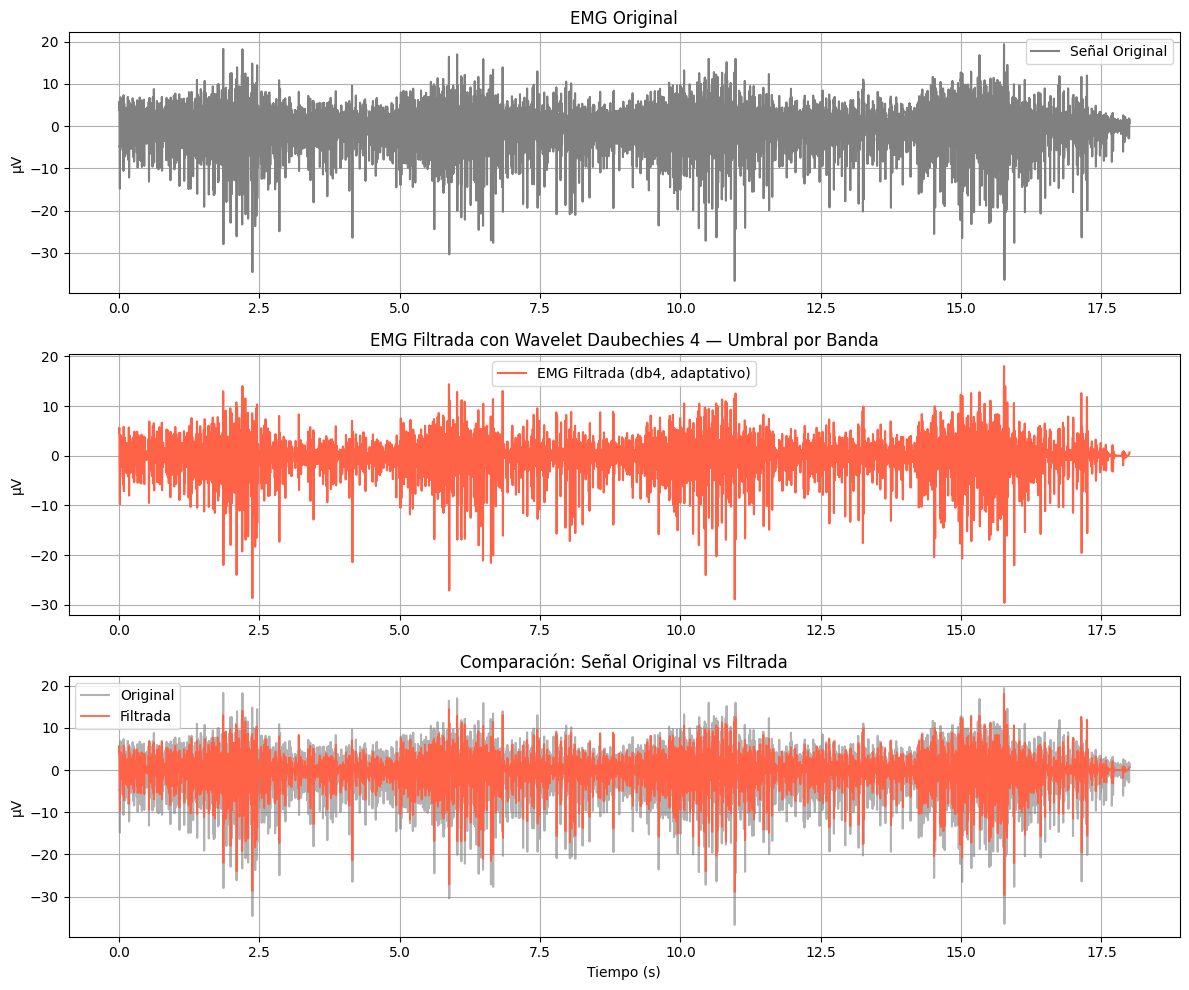 EMG Original
20
10
0
−10
−20
−30
µV
Señal Original
0.0 2.5 5.0 7.5 10.0 12.5 15.0 17.5
EMG Filtrada con Wavelet Daubechies 4 — Umbral por Banda
20
10
0
−10
−20
−30
µV
EMG Filtrada (db4, adaptativo)
0.0 2.5 5.0 7.5 10.0 12.5 15.0 17.5
Comparación: Señal Original vs Filtrada
20
10
0
−10
−20
−30
µV
Original
Filtrada
0.0 2.5 5.0 7.5 10.0 12.5 15.0 17.5
Tiempo (s)